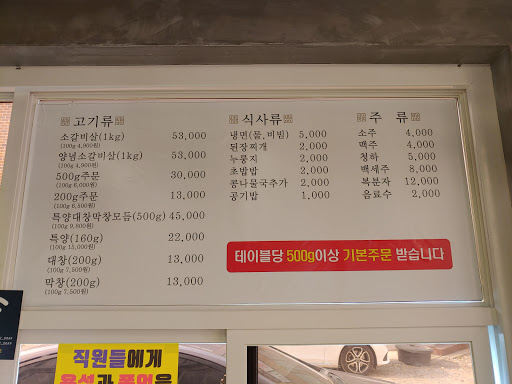 고기류
소갈비살(1kg) 53,000
(100g 4,900원)
양념소갈비살(1kg) 53,000
(100g 4,900원)
500g주문 30,000
(100g 6,000원)
200g주문 13,000
(100g 6,500원)
특양대창막창모듬(500g) 45,000
(100g 9,800원)
특양(160g) 22,000
(100g 15,000원)
대창(200g) 13,000
(100g 7,500원)
막창(200g) 13,000
(100g 7,500원)
식사류
냉면(물,비빔) 5,000
된장찌개 2,000
누룽지 2,000
초밥밥 2,000
콩나물국추가 2,000
공기밥 1,000
주 류
소주 4,000
맥주 4,000
청하 5,000
백세주 8,000
복분자 12,000
음료수 2,000
테이블당 500g이상 기본주문 받습니다
직원들에게
욕설과 폭언을